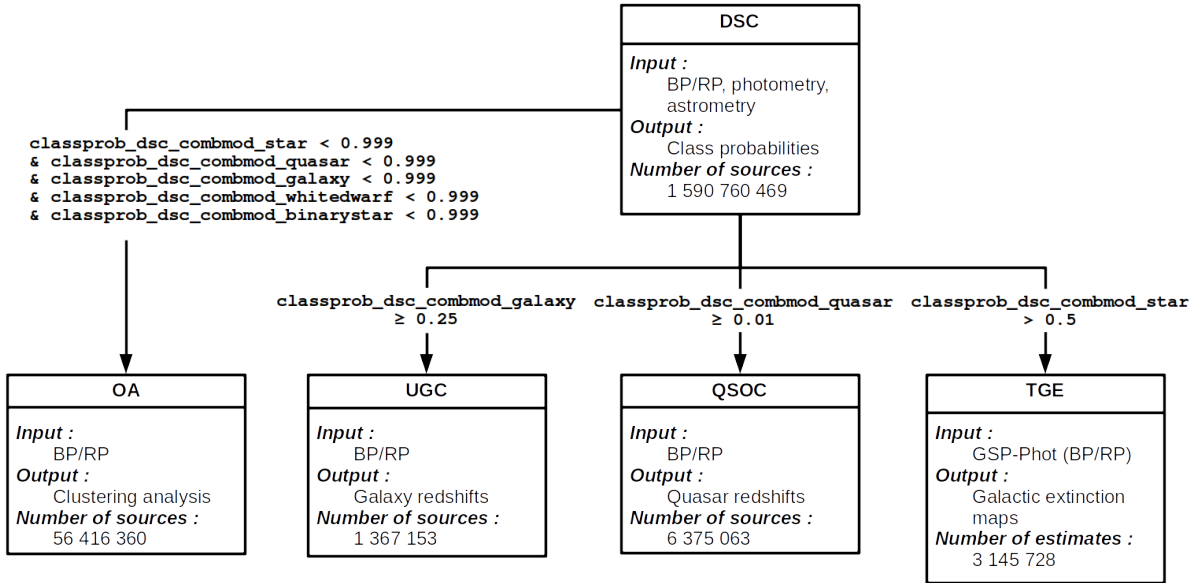 DSC
Input :
BP/RP, photometry,
astrometry
Output :
Class probabilities
Number of sources :
1 590 760 469
classprob_dsc_combmod_star < 0.999
& classprob_dsc_combmod_quasar < 0.999
& classprob_dsc_combmod_galaxy < 0.999
& classprob_dsc_combmod_whitedwarf < 0.999
& classprob_dsc_combmod_binarystar < 0.999
classprob_dsc_combmod_galaxy
≥ 0.25
classprob_dsc_combmod_quasar
≥ 0.01
classprob_dsc_combmod_star
> 0.5
OA
Input :
BP/RP
Output :
Clustering analysis
Number of sources :
56 416 360
UGC
Input :
BP/RP
Output :
Galaxy redshifts
Number of sources :
1 367 153
QSOC
Input :
BP/RP
Output :
Quasar redshifts
Number of sources :
6 375 063
TGE
Input :
GSP-Phot (BP/RP)
Output :
Galactic extinction
maps
Number of estimates :
3 145 728